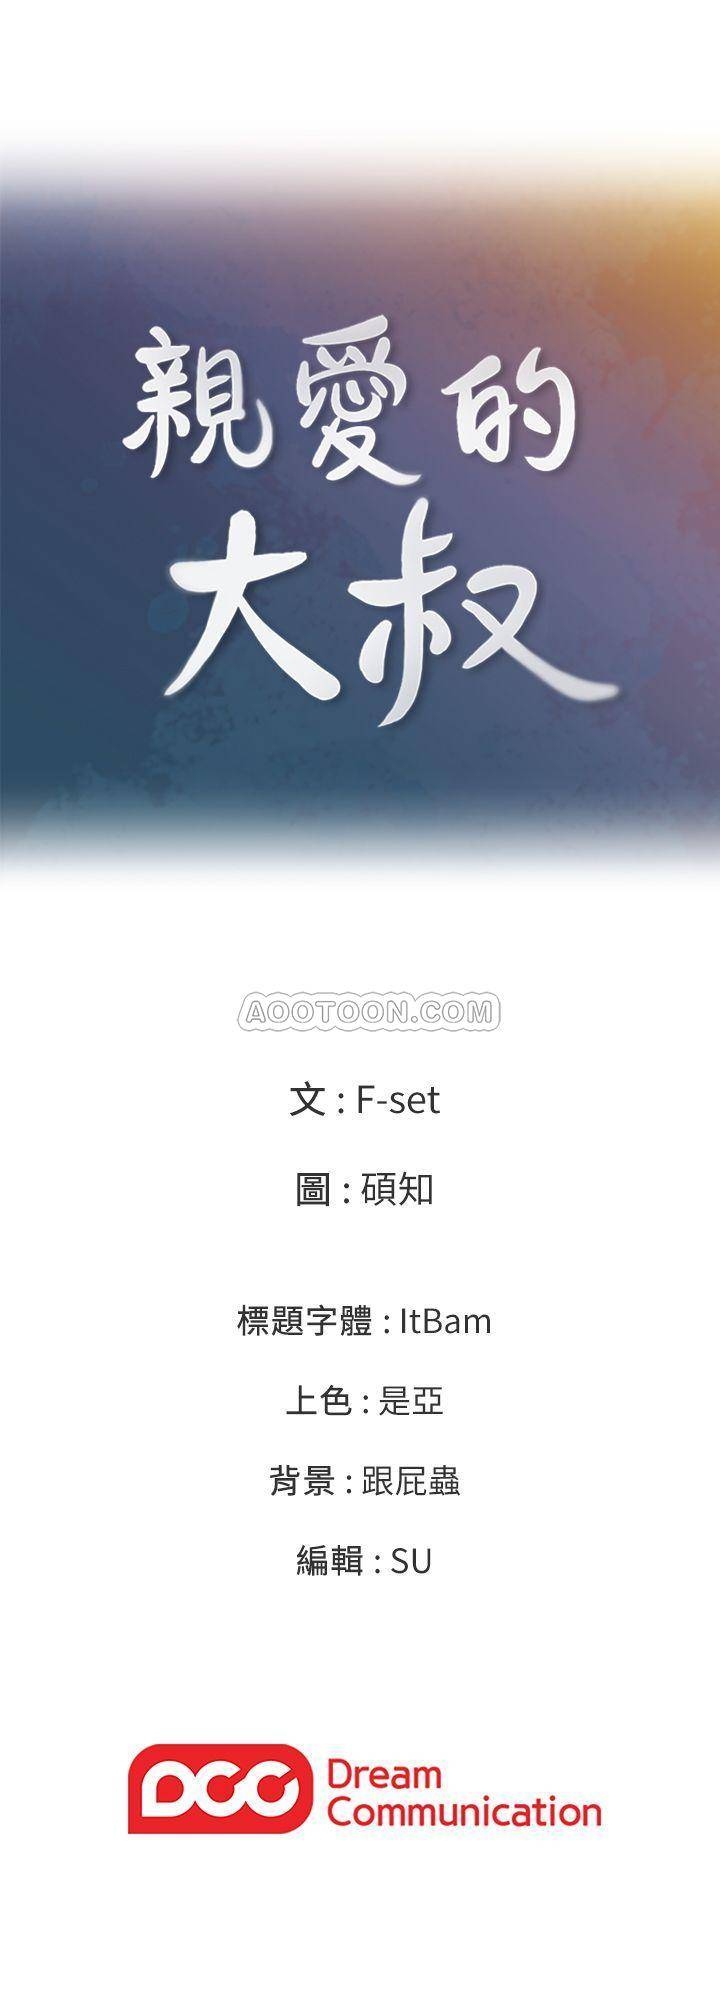 親愛的
大叔
AOOTOON.COM
文 : F-set
圖 : 碩知
標題字體 : ItBam
上色 : 是亞
背景 : 跟屁蟲
編輯 : SU
DCC Dream
Communication